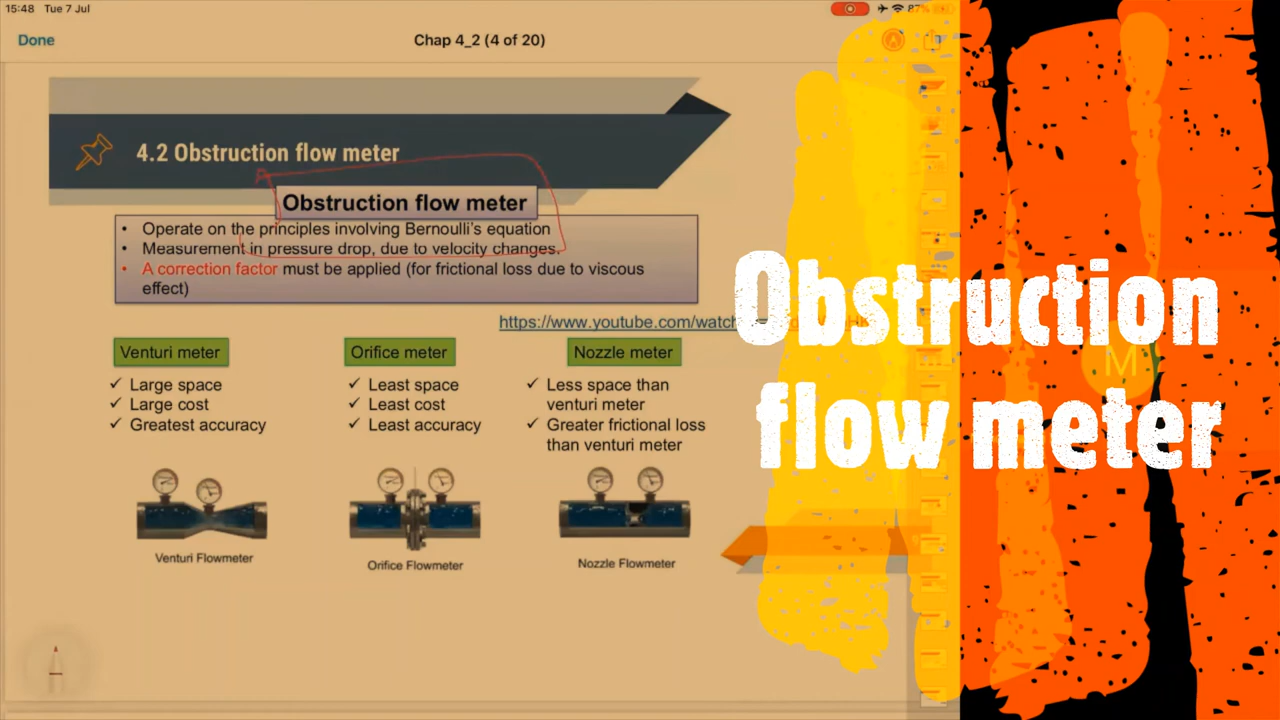 15:48 Tue 7 Jul
87%
Done
Chap 4_2 (4 of 20)
4.2 Obstruction flow meter
Obstruction flow meter
• Operate on the principles involving Bernoulli's equation
• Measurement in pressure drop, due to velocity changes.
• A correction factor must be applied (for frictional loss due to viscous
effect)
https://www.youtube.com/watch
Venturi meter
✓ Large space
✓ Large cost
✓ Greatest accuracy
Venturi Flowmeter
Orifice meter
✓ Least space
✓ Least cost
✓ Least accuracy
Orifice Flowmeter
Nozzle meter
✓ Less space than
venturi meter
✓ Greater frictional loss
than venturi meter
Nozzle Flowmeter
Obstruction
flow meter
M